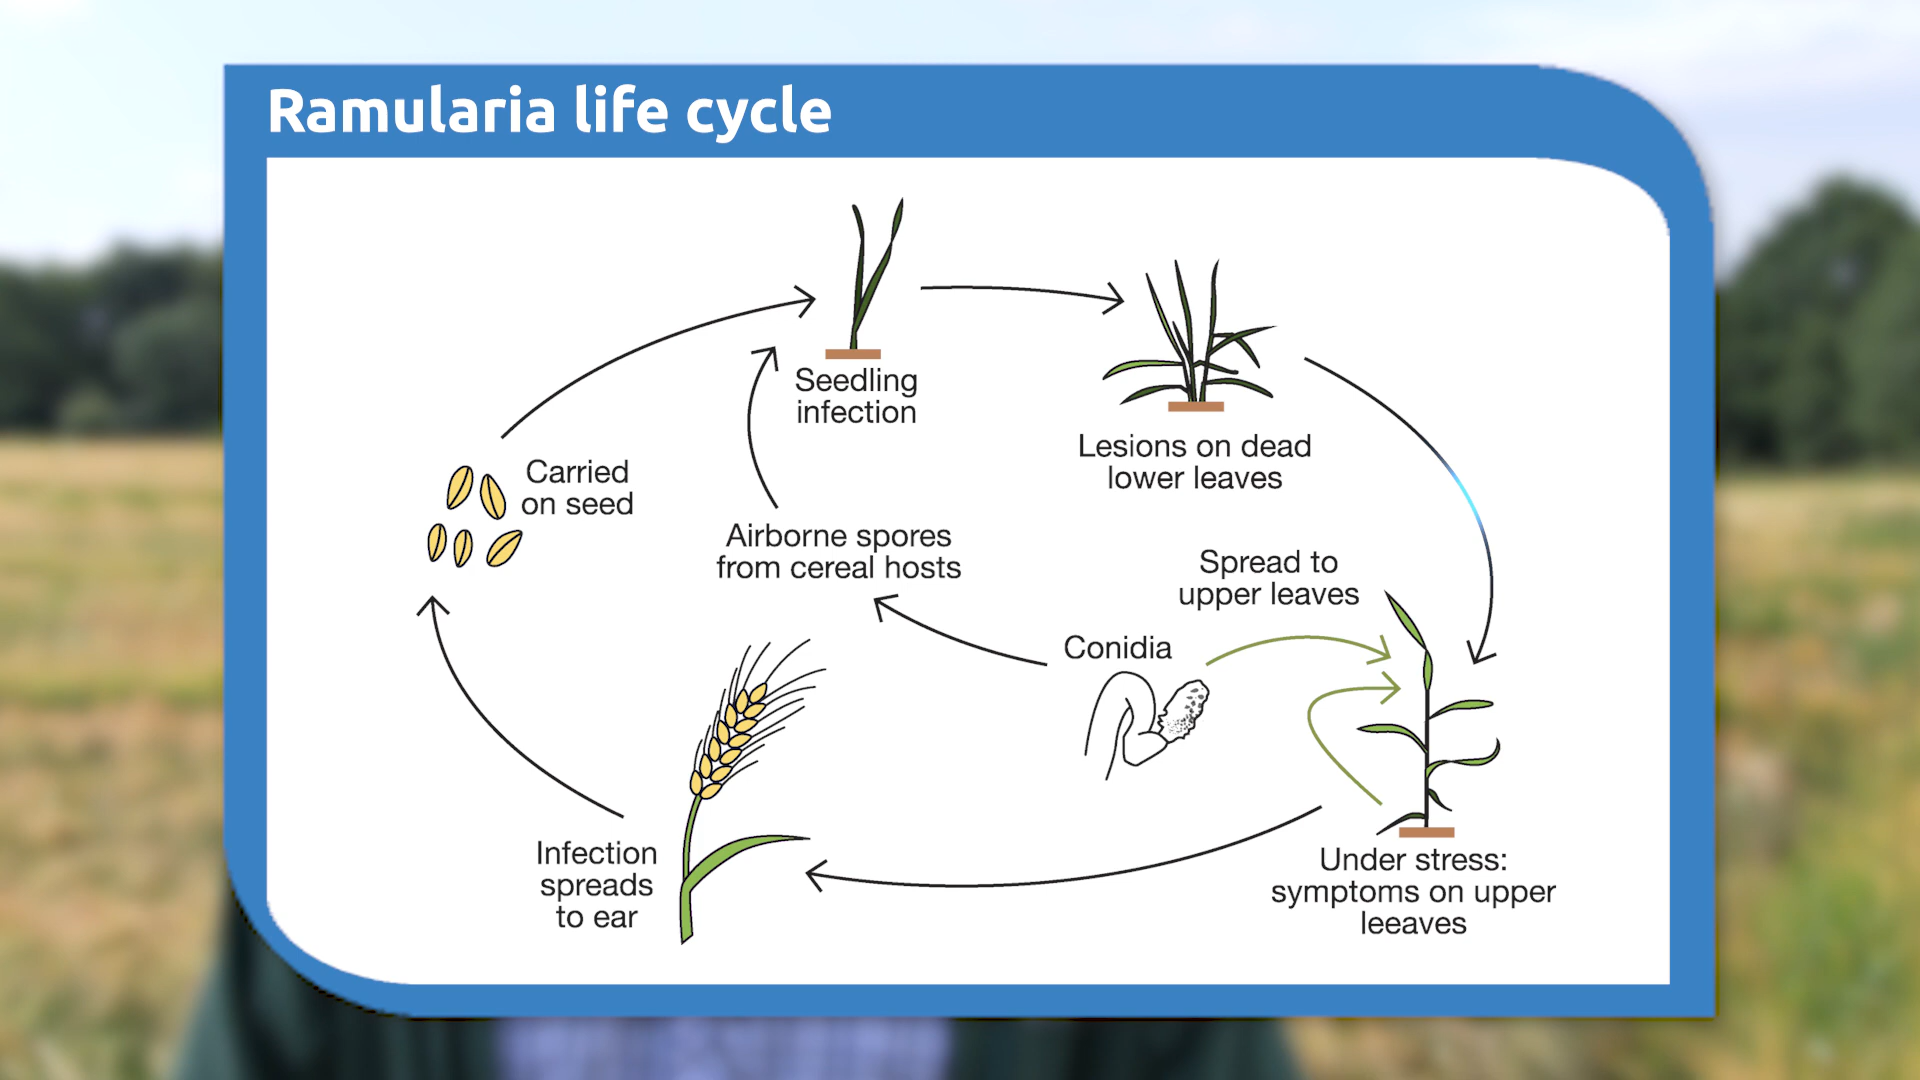 Ramularia life cycle
Seedling
infection
Lesions on dead
lower leaves
Carried
on seed
Airborne spores
from cereal hosts
Spread to
upper leaves
Conidia
Infection
spreads
to ear
Under stress:
symptoms on upper
leeaves